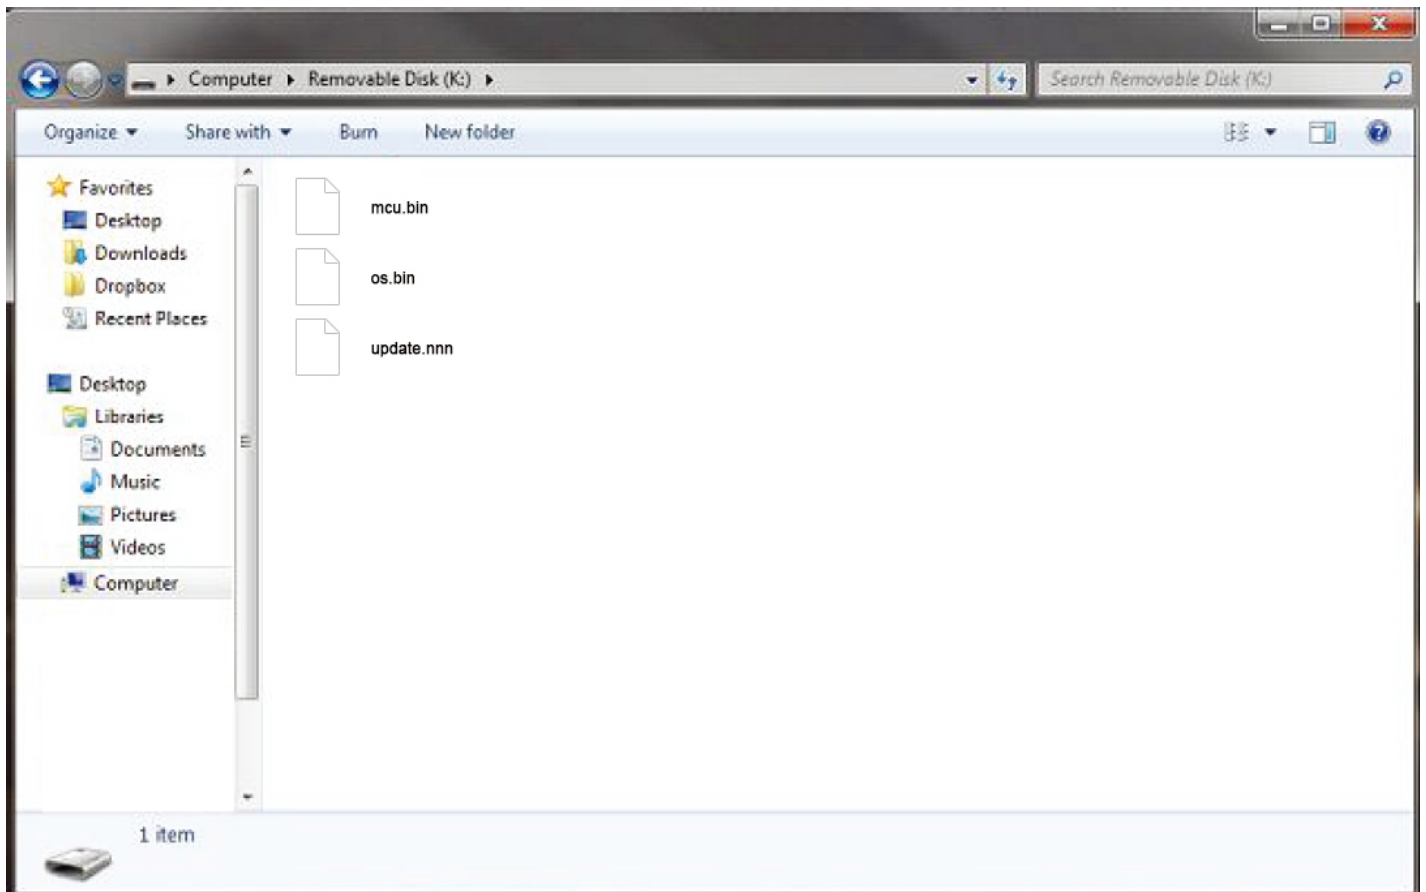 Computer Removable Disk (K:)
Search Removable Disk (K:)
Organize Share with Burn New folder
Favorites
Desktop
Downloads
Dropbox
Recent Places
Desktop
Libraries
Documents
Music
Pictures
Videos
Computer
mcu.bin
os.bin
update.nnn
1 item